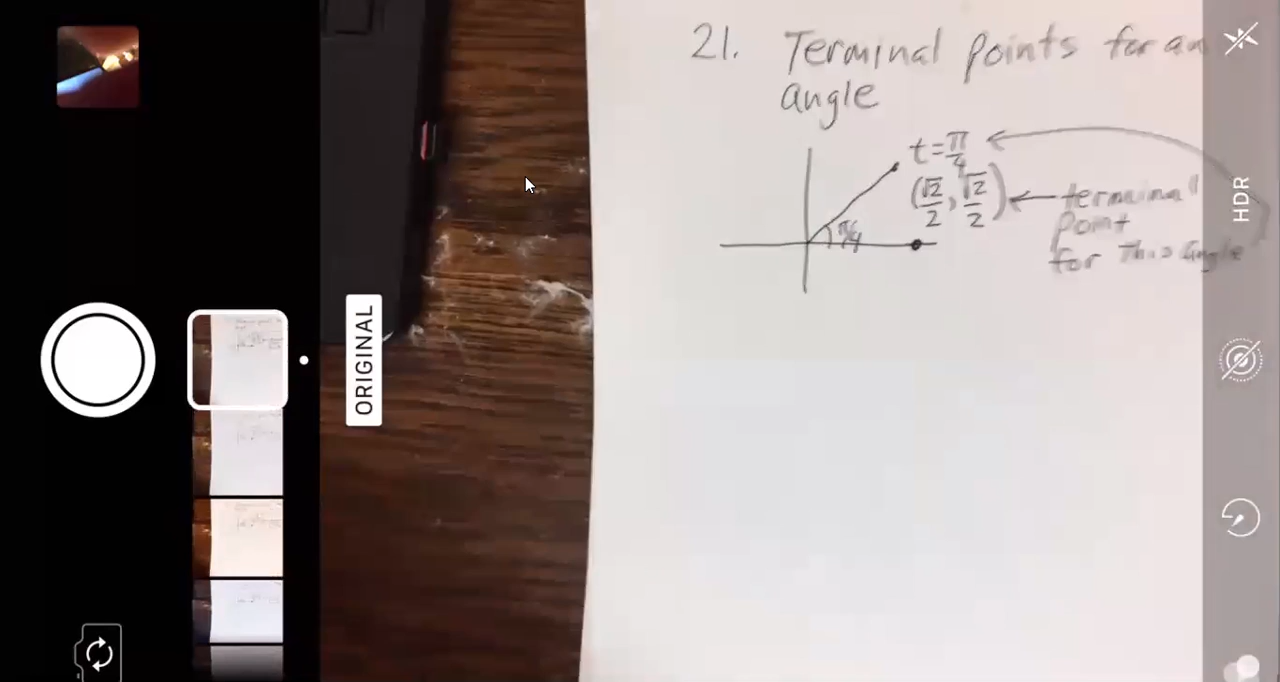 21. Terminal points for an
angle
t = π/4
(√2/2, √2/2) ← terminal
point
for This angle
π/4
ORIGINAL
HDR